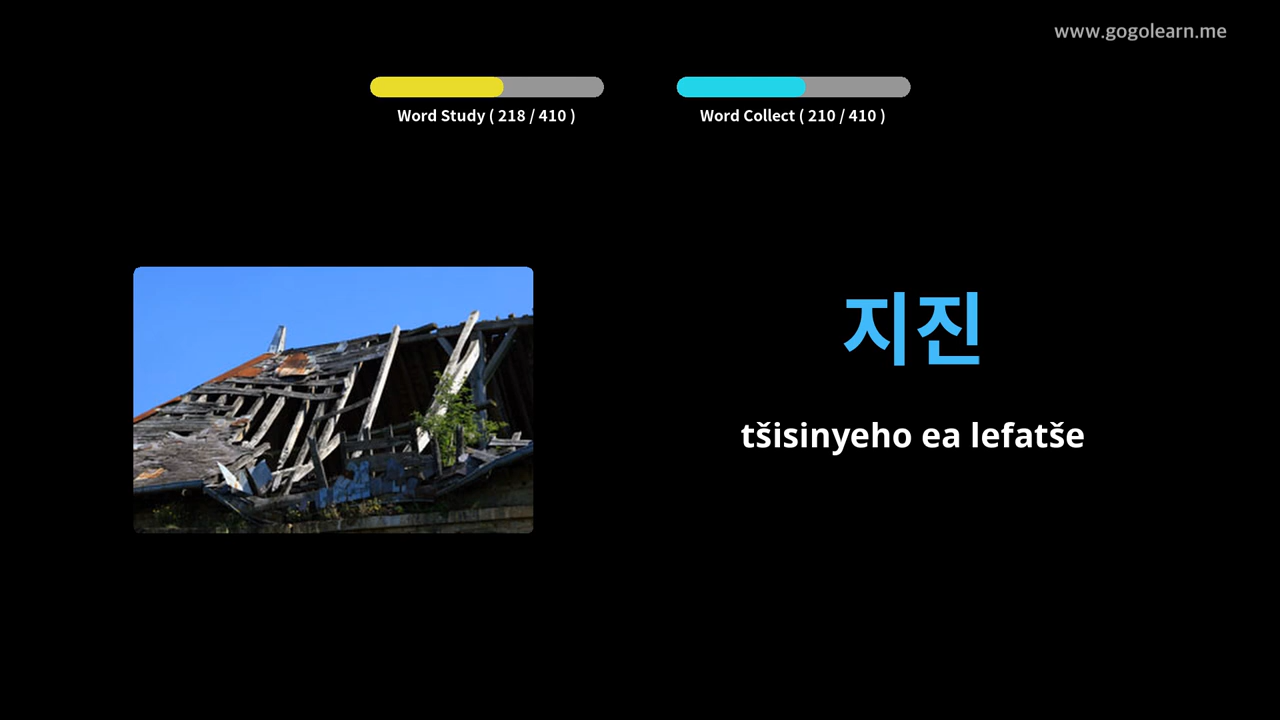 www.gogolearn.me
Word Study ( 218 / 410 )
Word Collect ( 210 / 410 )
지진
tšisinyeho ea lefatše